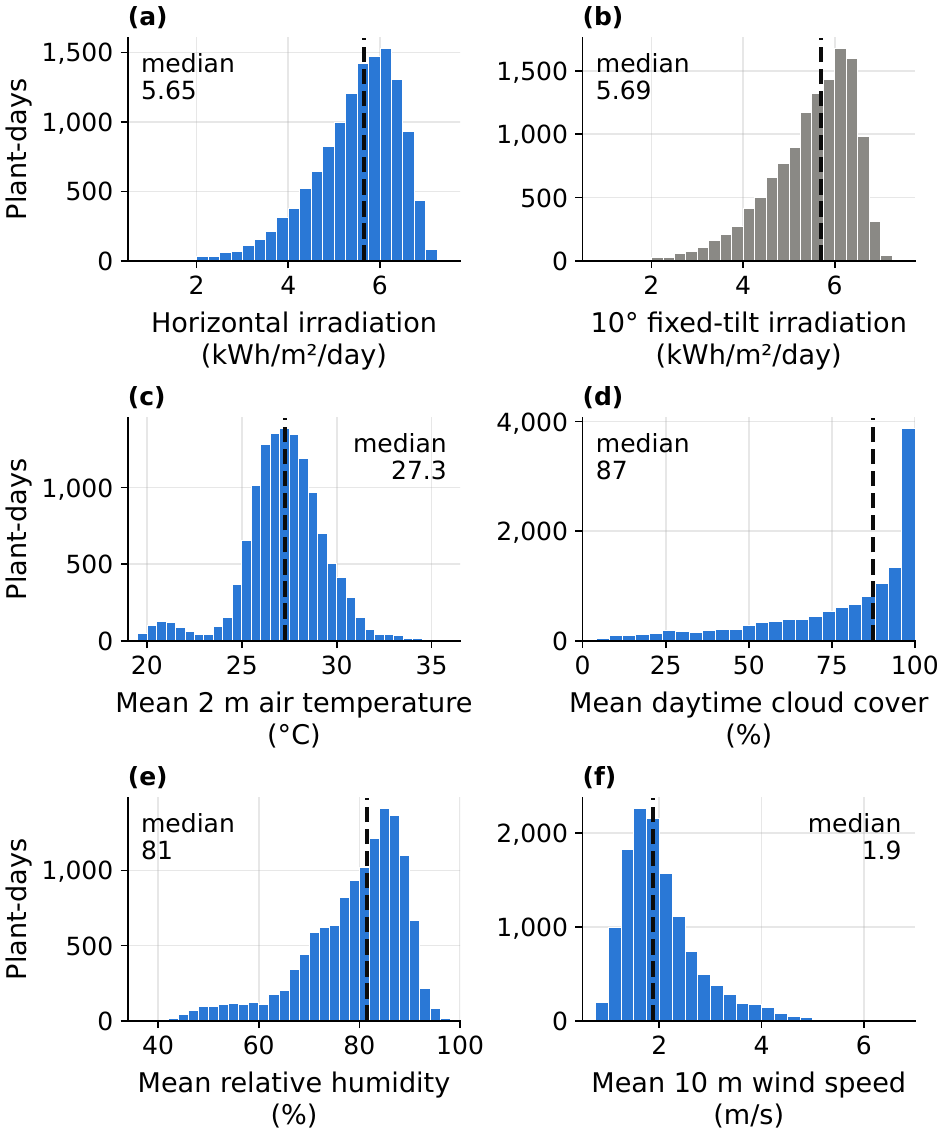 (a)
median
5.65
Plant-days
1,500
1,000
500
0
2 4 6
Horizontal irradiation
(kWh/m²/day)
(b)
median
5.69
1,500
1,000
500
0
2 4 6
10° fixed-tilt irradiation
(kWh/m²/day)
(c)
median
27.3
Plant-days
1,000
500
0
20 25 30 35
Mean 2 m air temperature
(°C)
(d)
median
87
4,000
2,000
0
0 25 50 75 100
Mean daytime cloud cover
(%)
(e)
median
81
Plant-days
1,000
500
0
40 60 80 100
Mean relative humidity
(%)
(f)
median
1.9
2,000
1,000
0
2 4 6
Mean 10 m wind speed
(m/s)